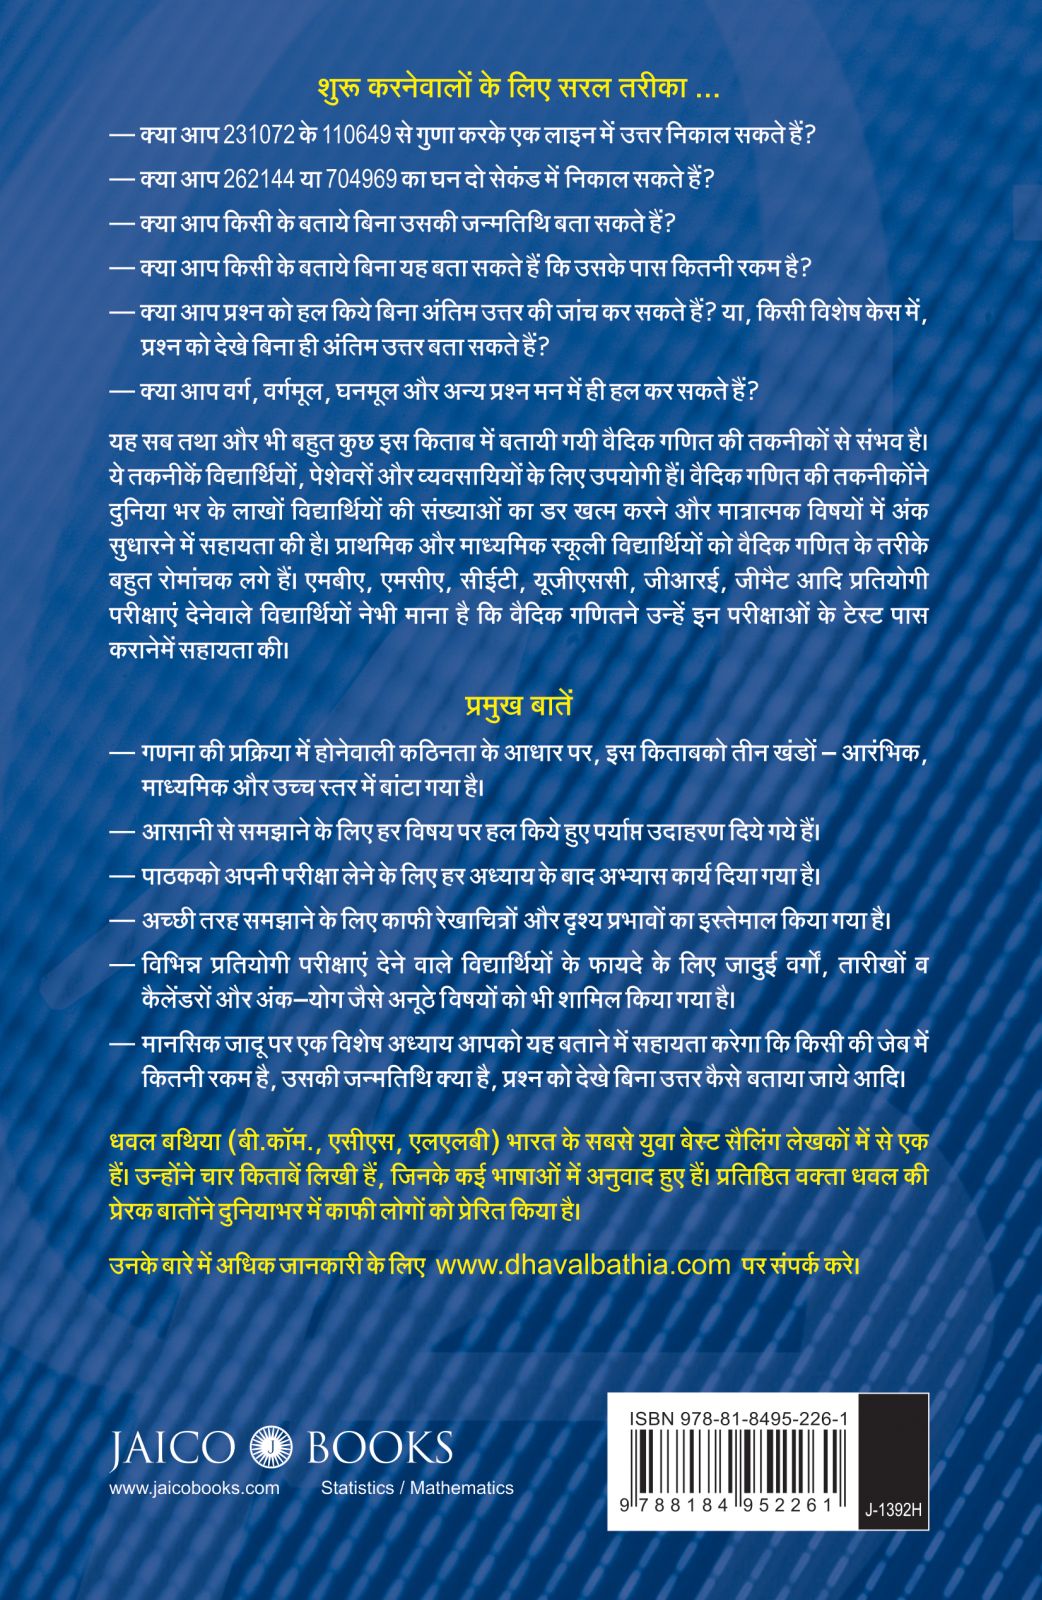 शुरू करनेवालों के लिए सरल तरीका ...
— क्या आप 231072 के 110649 से गुणा करके एक लाइन में उत्तर निकाल सकते हैं?
— क्या आप 262144 या 704969 का घन दो सेकंड में निकाल सकते हैं?
— क्या आप किसी के बताये बिना उसकी जन्मतिथि बता सकते हैं?
— क्या आप किसी के बताये बिना यह बता सकते हैं कि उसके पास कितनी रकम है?
— क्या आप प्रश्न को हल किये बिना अंतिम उत्तर की जांच कर सकते हैं? या, किसी विशेष केस में,
प्रश्न को देखे बिना ही अंतिम उत्तर बता सकते हैं?
— क्या आप वर्ग, वर्गमूल, घनमूल और अन्य प्रश्न मन में ही हल कर सकते हैं?
यह सब तथा और भी बहुत कुछ इस किताब में बतायी गयी वैदिक गणित की तकनीकों से संभव है।
ये तकनीकें विद्यार्थियों, पेशेवरों और व्यवसायियों के लिए उपयोगी हैं। वैदिक गणित की तकनीकोंने
दुनिया भर के लाखों विद्यार्थियों की संख्याओं का डर खत्म करने और मात्रात्मक विषयों में अंक
सुधारने में सहायता की है। प्राथमिक और माध्यमिक स्कूली विद्यार्थियों को वैदिक गणित के तरीके
बहुत रोमांचक लगे हैं। एमबीए, एमसीए, सीईटी, यूजीएससी, जीआरई, जीमैट आदि प्रतियोगी
परीक्षाएं देनेवाले विद्यार्थियों नेभी माना है कि वैदिक गणितने उन्हें इन परीक्षाओं के टेस्ट पास
करानेमें सहायता की।
प्रमुख बातें
— गणना की प्रक्रिया में होनेवाली कठिनता के आधार पर, इस किताबको तीन खंडों – आरंभिक,
माध्यमिक और उच्च स्तर में बांटा गया है।
— आसानी से समझाने के लिए हर विषय पर हल किये हुए पर्याप्त उदाहरण दिये गये हैं।
— पाठकको अपनी परीक्षा लेने के लिए हर अध्याय के बाद अभ्यास कार्य दिया गया है।
— अच्छी तरह समझाने के लिए काफी रेखाचित्रों और दृश्य प्रभावों का इस्तेमाल किया गया है।
— विभिन्न प्रतियोगी परीक्षाएं देने वाले विद्यार्थियों के फायदे के लिए जादुई वर्गों, तारीखों व
कैलेंडरों और अंक–योग जैसे अनूठे विषयों को भी शामिल किया गया है।
— मानसिक जादू पर एक विशेष अध्याय आपको यह बताने में सहायता करेगा कि किसी की जेब में
कितनी रकम है, उसकी जन्मतिथि क्या है, प्रश्न को देखे बिना उत्तर कैसे बताया जाये आदि।
धवल बथिया (बी.कॉम., एसीएस, एलएलबी) भारत के सबसे युवा बेस्ट सैलिंग लेखकों में से एक
हैं। उन्होंने चार किताबें लिखी हैं, जिनके कई भाषाओं में अनुवाद हुए हैं। प्रतिष्ठित वक्ता धवल की
प्रेरक बातोंने दुनियाभर में काफी लोगों को प्रेरित किया है।
उनके बारे में अधिक जानकारी के लिए www.dhavalbathia.com पर संपर्क करे।
ISBN 978-81-8495-226-1
JAICO J BOOKS
www.jaicobooks.com Statistics / Mathematics
9 788184 952261
J-1392H